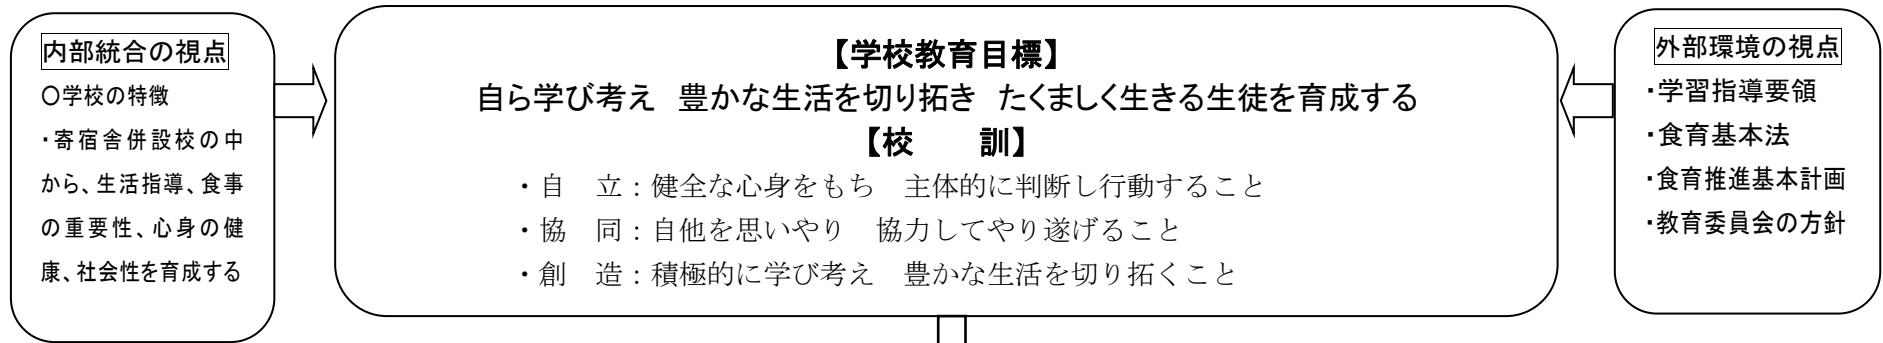 内部統合の視点
○学校の特徴
・寄宿舎併設校の中
から、生活指導、食事
の重要性、心身の健
康、社会性を育成する
【学校教育目標】
自ら学び考え　豊かな生活を切り拓き　たくましく生きる生徒を育成する
【校　　訓】
・自　立：健全な心身をもち　主体的に判断し行動すること
・協　同：自他を思いやり　協力してやり遂げること
・創　造：積極的に学び考え　豊かな生活を切り拓くこと
外部環境の視点
・学習指導要領
・食育基本法
・食育推進基本計画
・教育委員会の方針